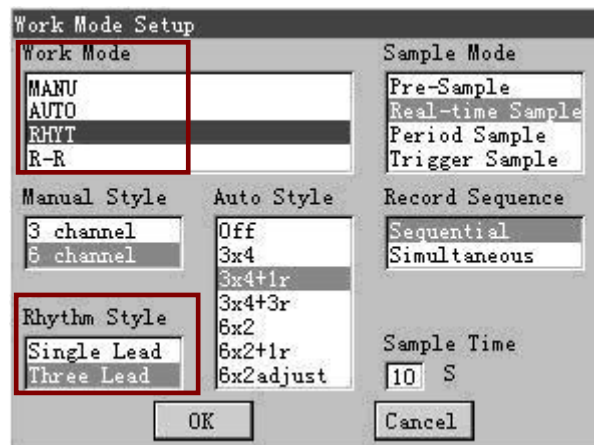 Work Mode Setup
Work Mode
MANU
AUTO
RHYT
R-R
Sample Mode
Pre-Sample
Real-time Sample
Period Sample
Trigger Sample
Manual Style
3 channel
6 channel
Auto Style
Off
3x4
3x4+1r
3x4+3r
6x2
6x2+1r
6x2adjust
Record Sequence
Sequential
Simultaneous
Rhythm Style
Single Lead
Three Lead
Sample Time
10 S
OK
Cancel